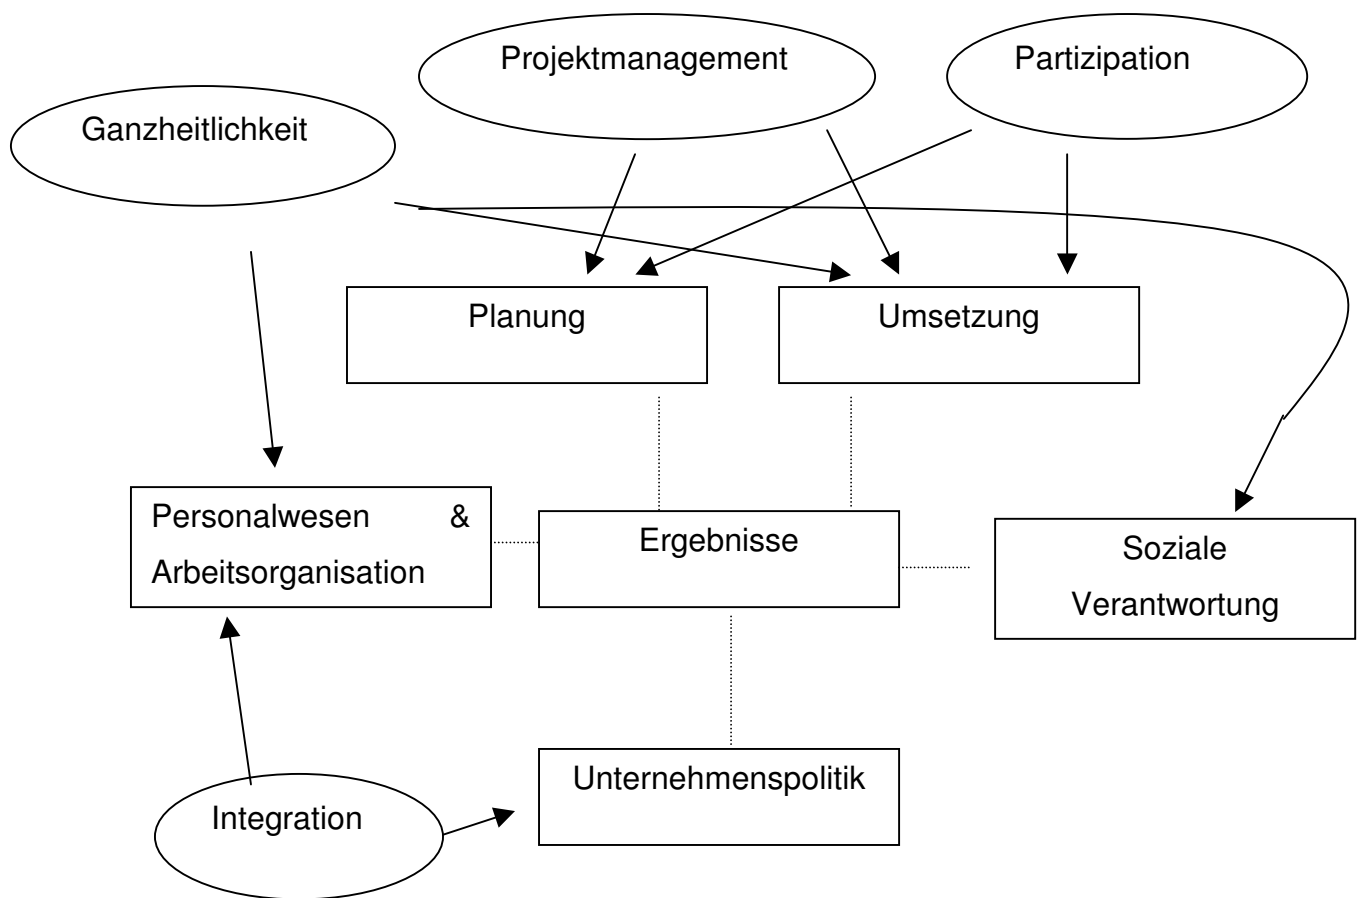 Projektmanagement
Partizipation
Ganzheitlichkeit
Planung
Umsetzung
Personalwesen &
Arbeitsorganisation
Ergebnisse
Soziale
Verantwortung
Unternehmenspolitik
Integration